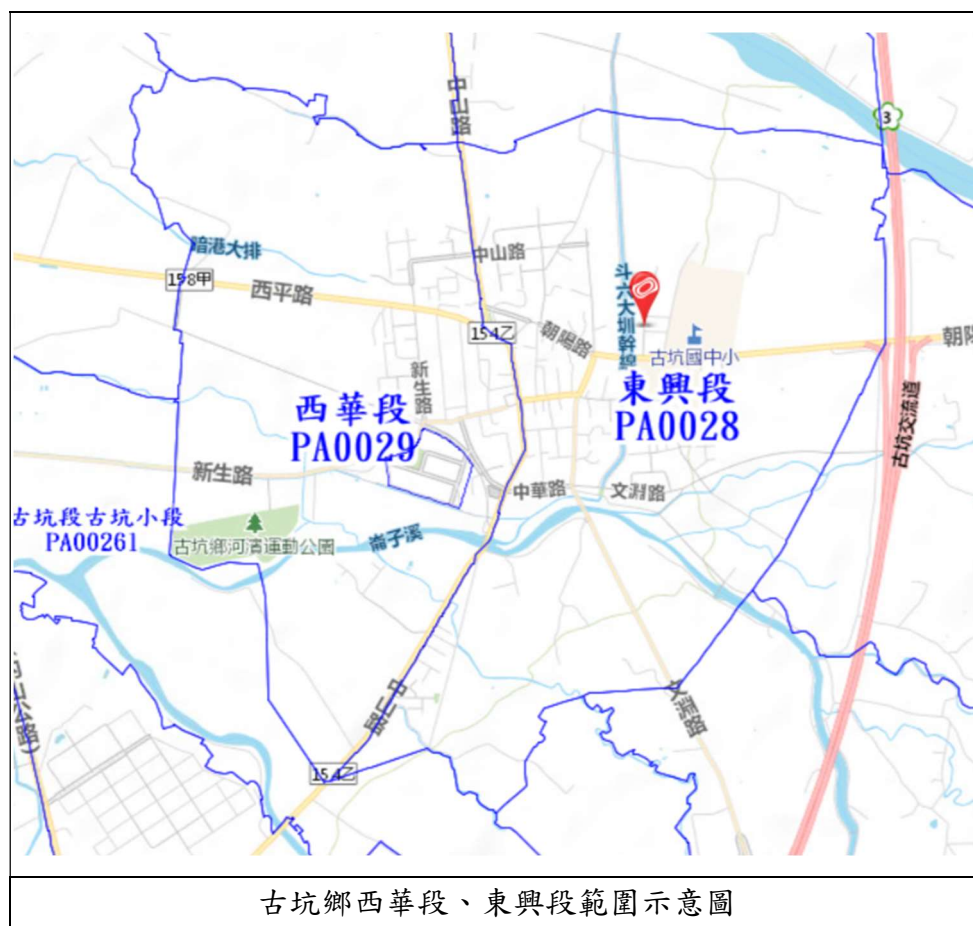 中山路
3
暗港大排
158甲
西平路
中山路
斗六大圳幹線
154乙
朝陽路
朝陽
古坑國中小
新生路
西華段
PA0029
東興段
PA0028
古坑交流道
新生路
中華路
文淵路
古坑段古坑小段
PA00261
古坑鄉河濱運動公園
崙子溪
文淵路
中山路
154乙
古坑鄉西華段、東興段範圍示意圖